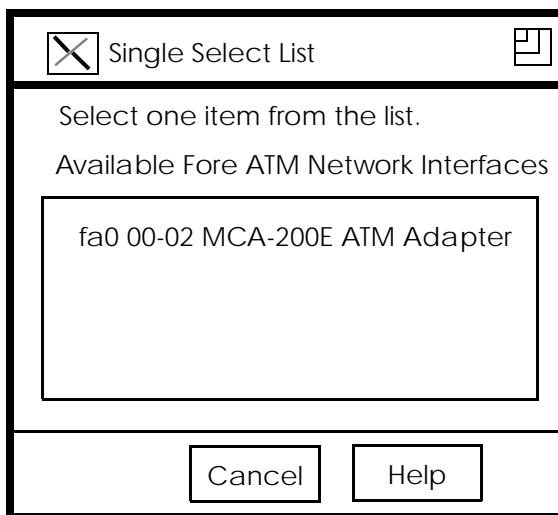 Single Select List
Select one item from the list.
Available Fore ATM Network Interfaces
fa0 00-02 MCA-200E ATM Adapter
Cancel
Help